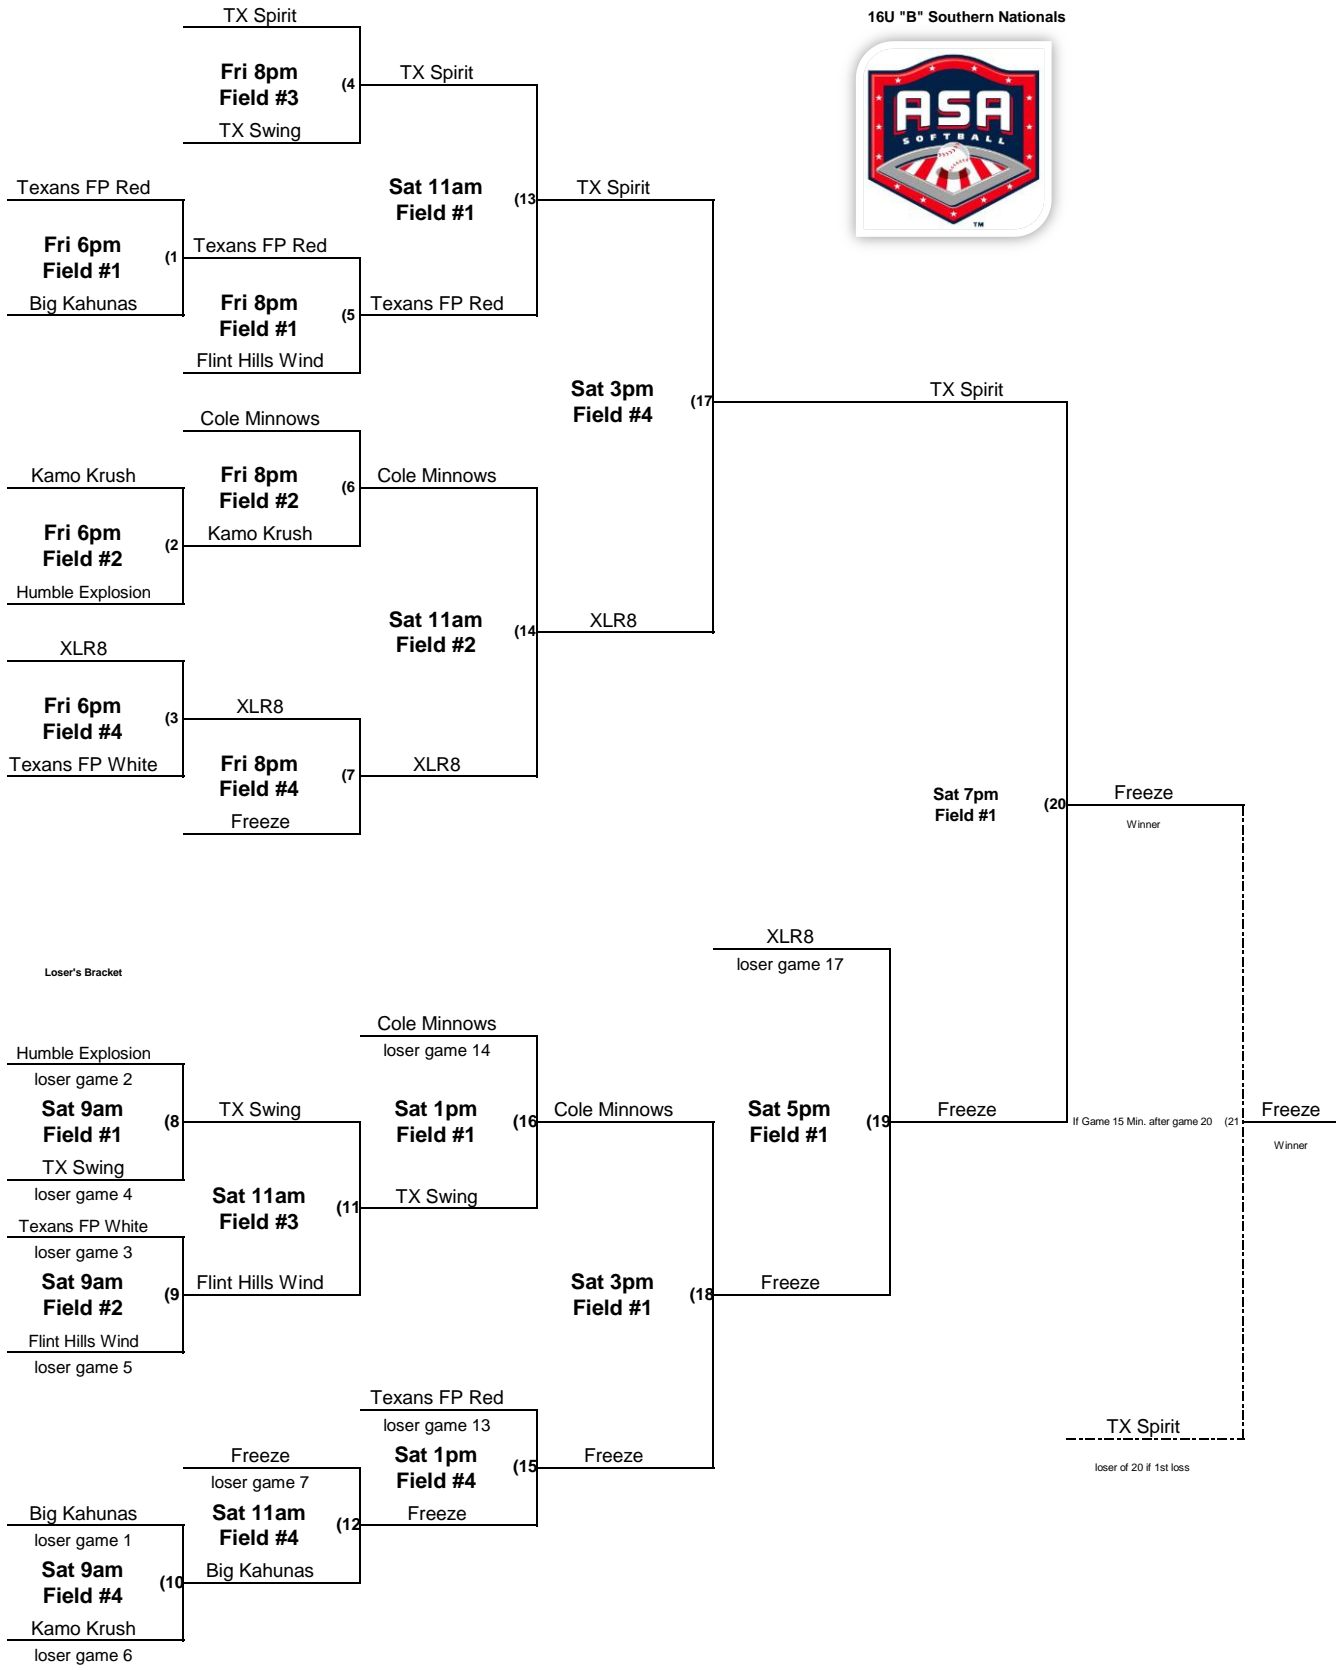 16U "B" Southern Nationals
ASA
SOFTBALL
TM
TX Spirit
Fri 8pm
Field #3
(4
TX Swing
TX Spirit
Texans FP Red
Fri 6pm
Field #1
(1
Big Kahunas
Texans FP Red
Fri 8pm
Field #1
(5
Flint Hills Wind
Texans FP Red
Sat 11am
Field #1
(13
TX Spirit
Cole Minnows
Kamo Krush
Fri 8pm
Field #2
(6
Cole Minnows
Fri 6pm
Field #2
(2
Kamo Krush
Humble Explosion
Sat 3pm
Field #4
(17
TX Spirit
XLR8
Fri 6pm
Field #4
(3
Texans FP White
XLR8
Fri 8pm
Field #4
(7
Freeze
XLR8
Sat 11am
Field #2
(14
XLR8
Sat 7pm
Field #1
(20
Freeze
Winner
Loser's Bracket
XLR8
loser game 17
Humble Explosion
loser game 2
Sat 9am
Field #1
(8
TX Swing
loser game 4
TX Swing
Texans FP White
loser game 3
Sat 9am
Field #2
(9
Flint Hills Wind
loser game 5
Flint Hills Wind
Sat 11am
Field #3
(11
TX Swing
Cole Minnows
loser game 14
Sat 1pm
Field #1
(16
Cole Minnows
Sat 5pm
Field #1
(19
Freeze
If Game 15 Min. after game 20
(21
Freeze
Winner
Sat 3pm
Field #1
(18
Freeze
Texans FP Red
loser game 13
Sat 1pm
Field #4
(15
Freeze
Freeze
loser game 7
Sat 11am
Field #4
(12
Freeze
Big Kahunas
Big Kahunas
loser game 1
Sat 9am
Field #4
(10
Kamo Krush
loser game 6
TX Spirit
loser of 20 if 1st loss